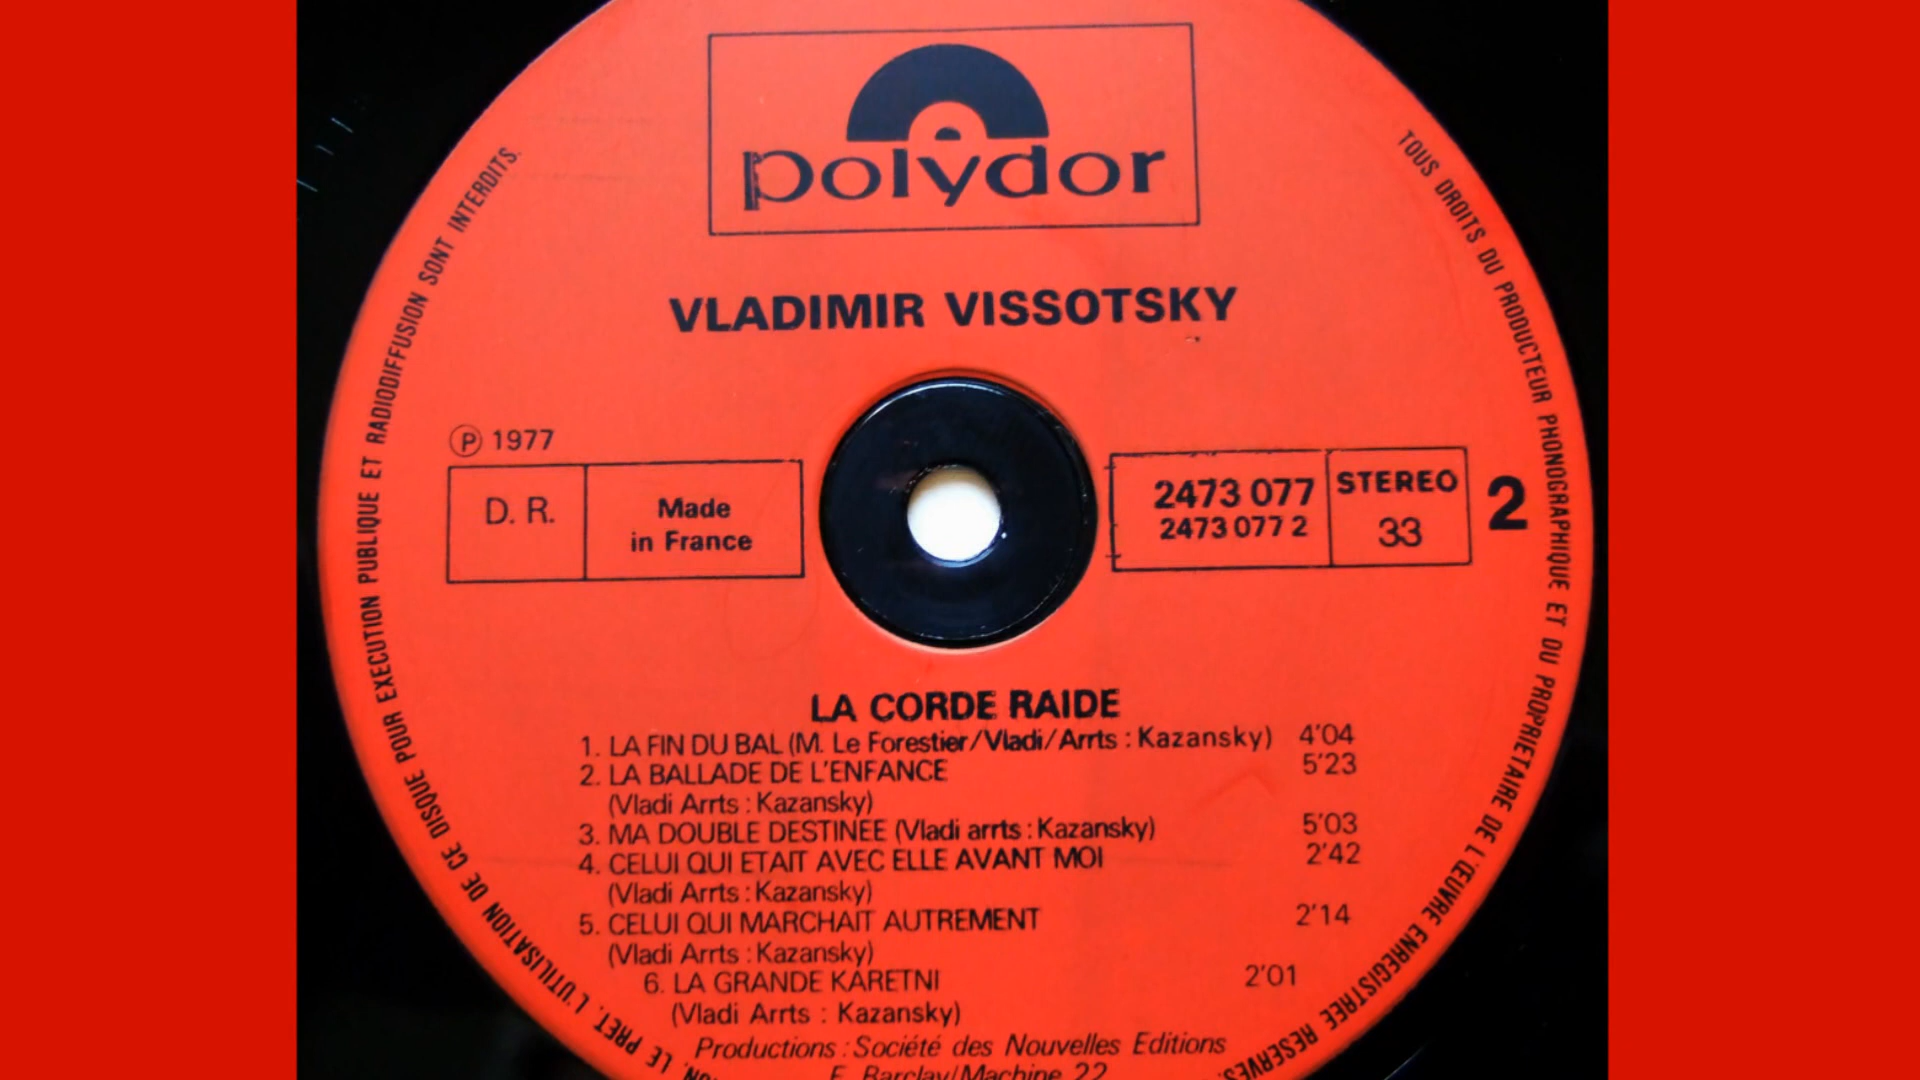 polydor
VLADIMIR VISSOTSKY
℗ 1977
D. R.
Made
in France
2473 077
2473 077 2
STEREO
33
2
LA CORDE RAIDE
1. LA FIN DU BAL (M. Le Forestier/Vladi/Arrts : Kazansky) 4'04
2. LA BALLADE DE L'ENFANCE 5'23
(Vladi Arrts : Kazansky)
3. MA DOUBLE DESTINEE (Vladi arrts : Kazansky) 5'03
4. CELUI QUI ETAIT AVEC ELLE AVANT MOI 2'42
(Vladi Arrts : Kazansky)
5. CELUI QUI MARCHAIT AUTREMENT 2'14
(Vladi Arrts : Kazansky)
6. LA GRANDE KARETNI 2'01
(Vladi Arrts : Kazansky)
Productions : Société des Nouvelles Editions
E. Barclay/Machine 22
TOUS DROITS DU PRODUCTEUR PHONOGRAPHIQUE ET DU PROPRIETAIRE DE L'ŒUVRE ENREGISTREE RESERVES.
LE PRET, L'UTILISATION DE CE DISQUE POUR EXECUTION PUBLIQUE ET RADIODIFFUSION SONT INTERDITS.